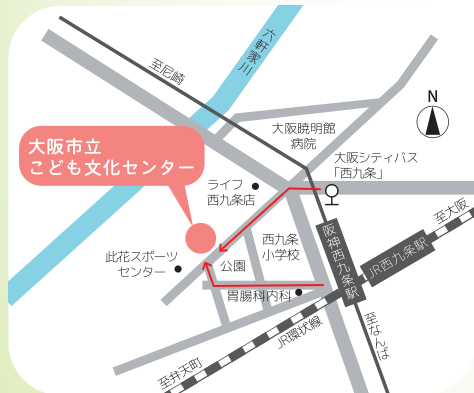 六軒家川
至尼崎
N
大阪暁明館
病院
大阪市立
こども文化センター
大阪シティバス
「西九条」
ライフ
西九条店
至大阪
西九条
小学校
阪神西九条駅
JR西九条駅
此花スポーツ
センター
公園
胃腸科内科
至なんば
JR環状線
至弁天町